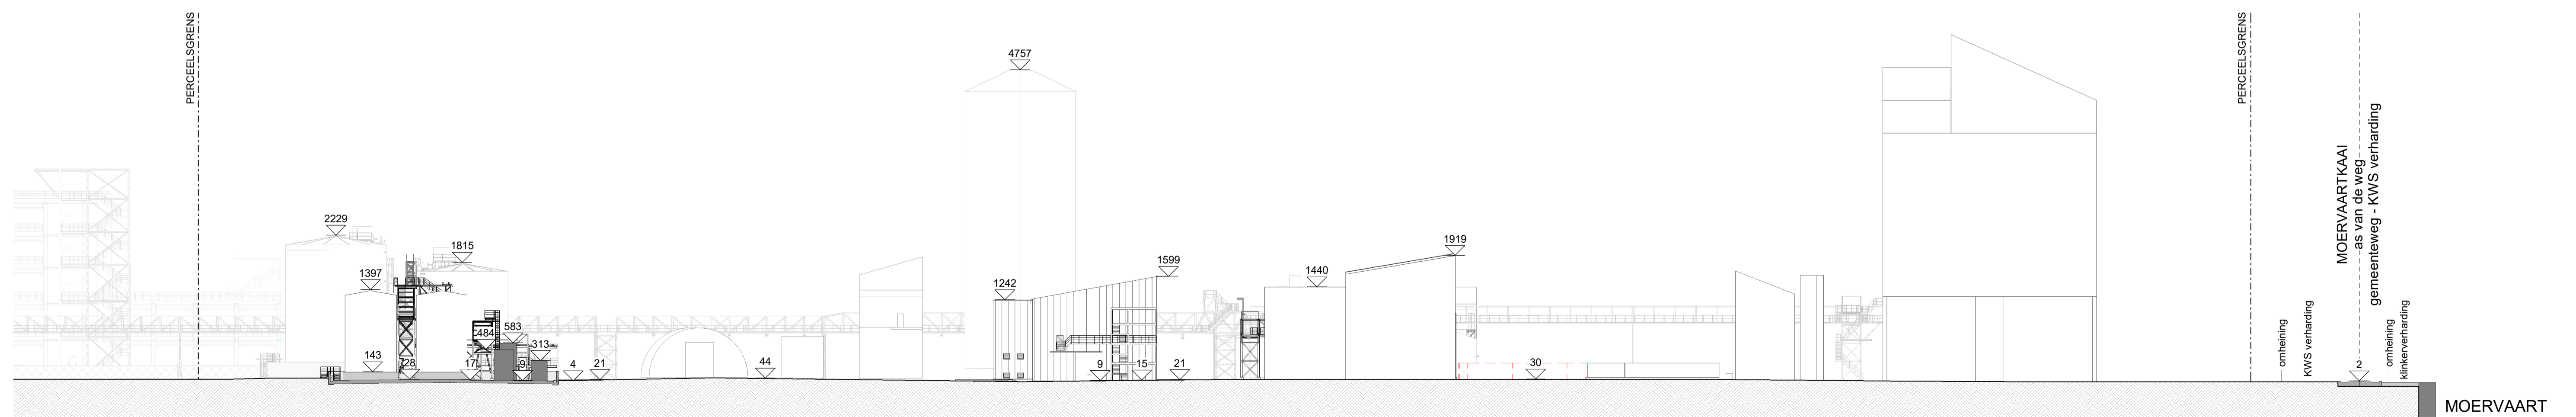 PERCEELSGRENS
2229
1815
1397
143
28
17
484
583
9
313
4
21
44
4757
1242
1599
9
15
21
1440
1919
30
PERCEELSGRENS
omheining
KWS verharding
MOERVAARTKAAI
as van de weg
gemeenteweg - KWS verharding
2
omheining
klinkerverharding
MOERVAART